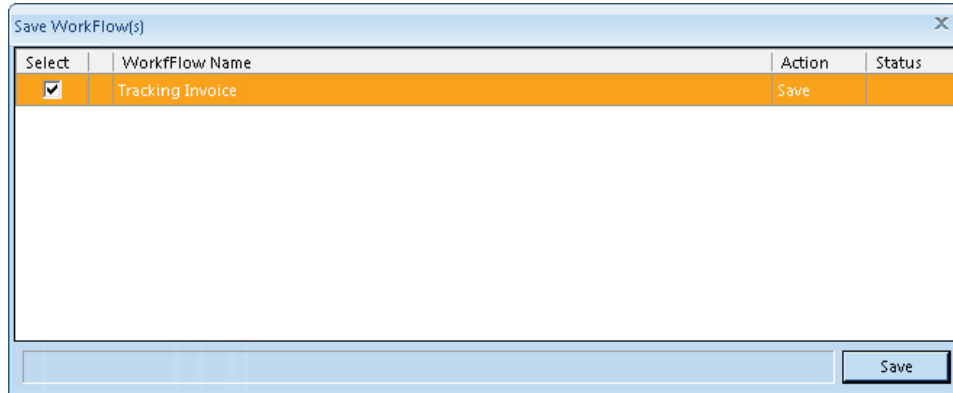 Save WorkFlow(s) X
Select WorkfFlow Name Action Status
Tracking Invoice Save
Save